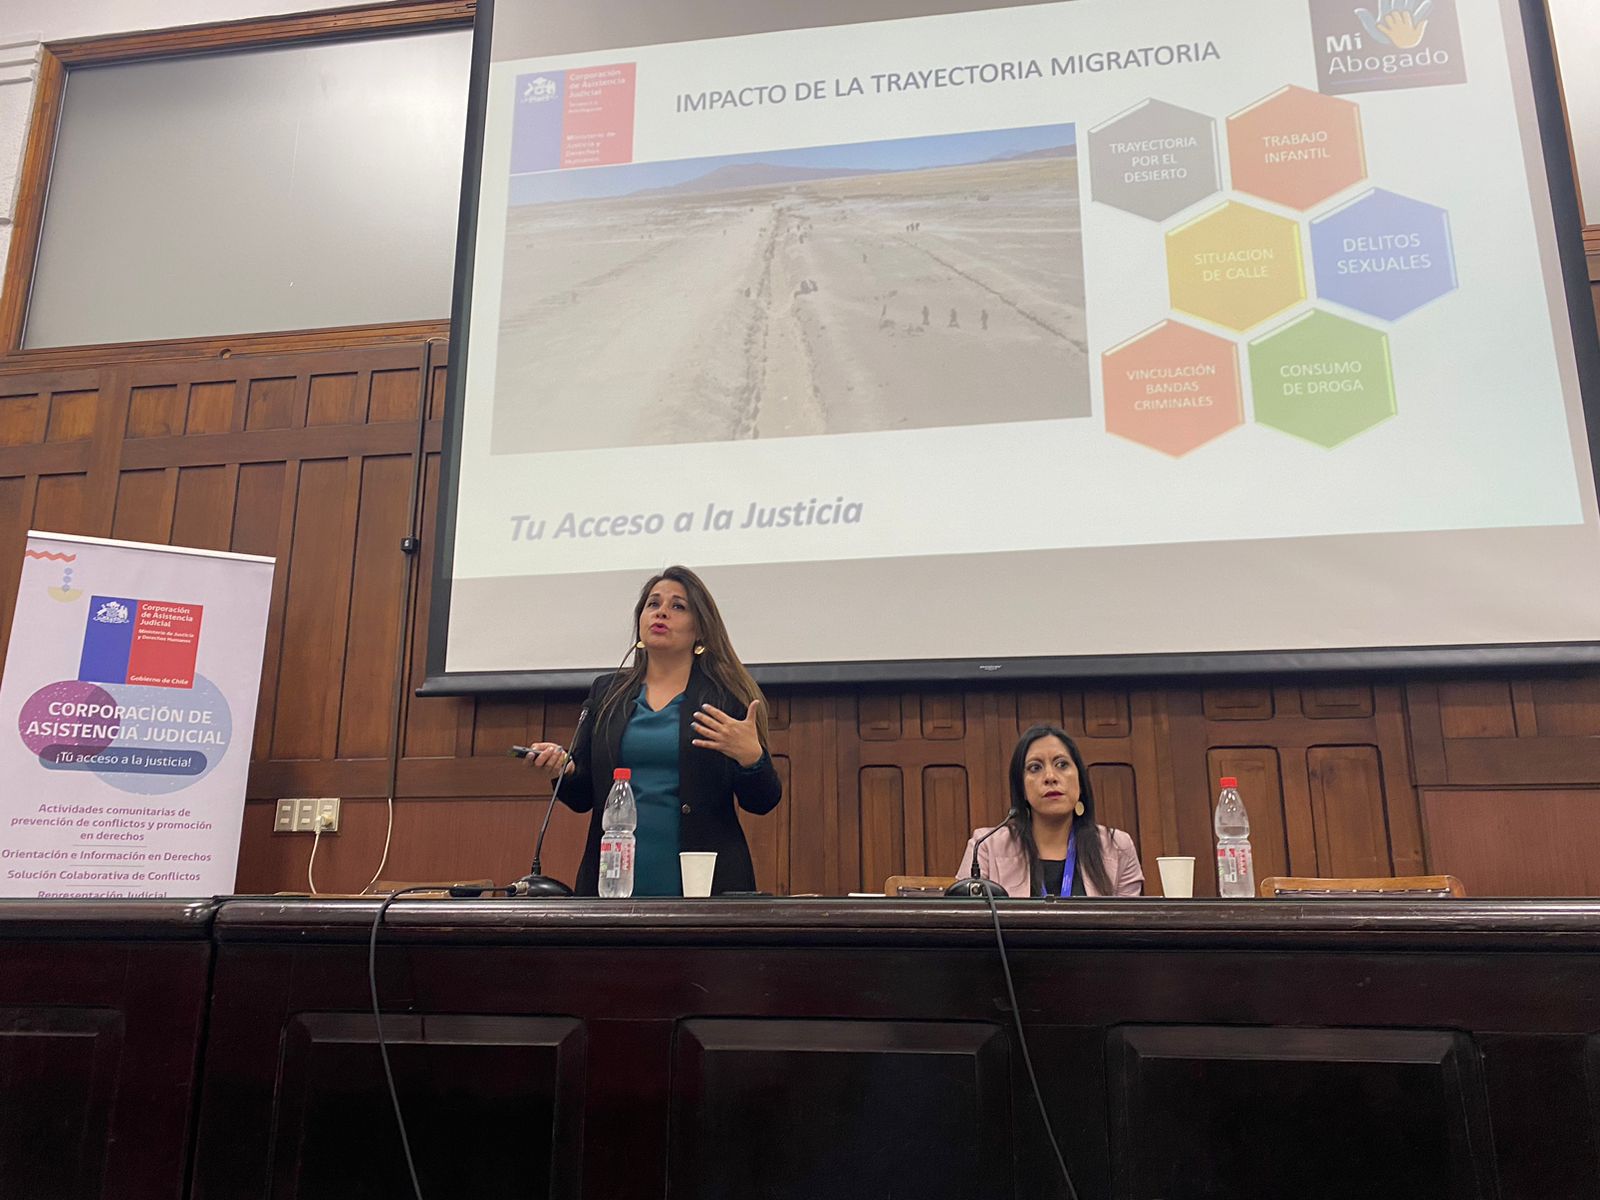 Corporación
de Asistencia
Judicial
Ministerio de
Justicia y
Derechos
Humanos
IMPACTO DE LA TRAYECTORIA MIGRATORIA
Mi
Abogado
TRAYECTORIA
POR EL
DESIERTO
TRABAJO
INFANTIL
SITUACION
DE CALLE
DELITOS
SEXUALES
VINCULACIÓN
BANDAS
CRIMINALES
CONSUMO
DE DROGA
Tu Acceso a la Justicia
Corporación
de Asistencia
Judicial
Ministerio de Justicia
y Derechos Humanos
Gobierno de Chile
CORPORACIÓN DE
ASISTENCIA JUDICIAL
¡Tú acceso a la justicia!
Actividades comunitarias de
prevención de conflictos y promoción
en derechos
Orientación e Información en Derechos
Solución Colaborativa de Conflictos
Representación Judicial